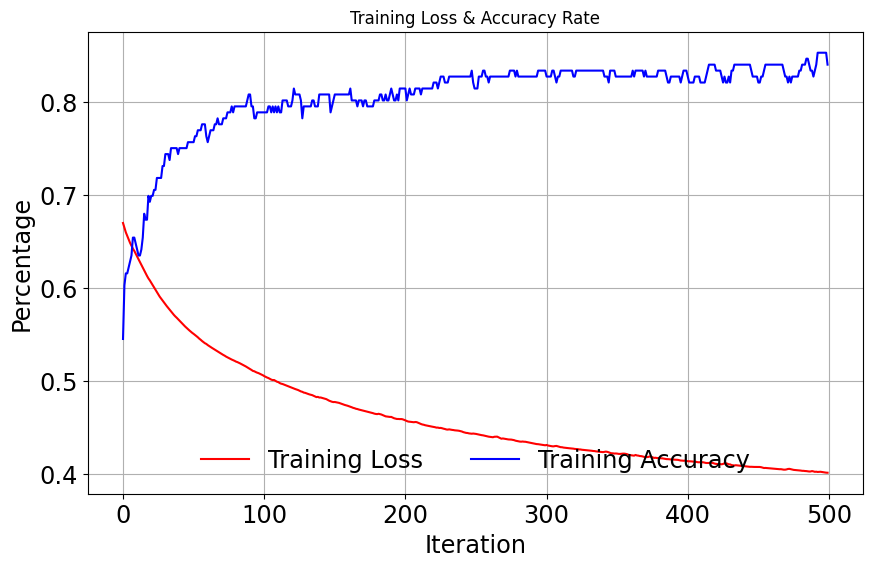 Training Loss & Accuracy Rate
Percentage
0.8
0.7
0.6
0.5
0.4
Training Loss
Training Accuracy
0 100 200 300 400 500
Iteration